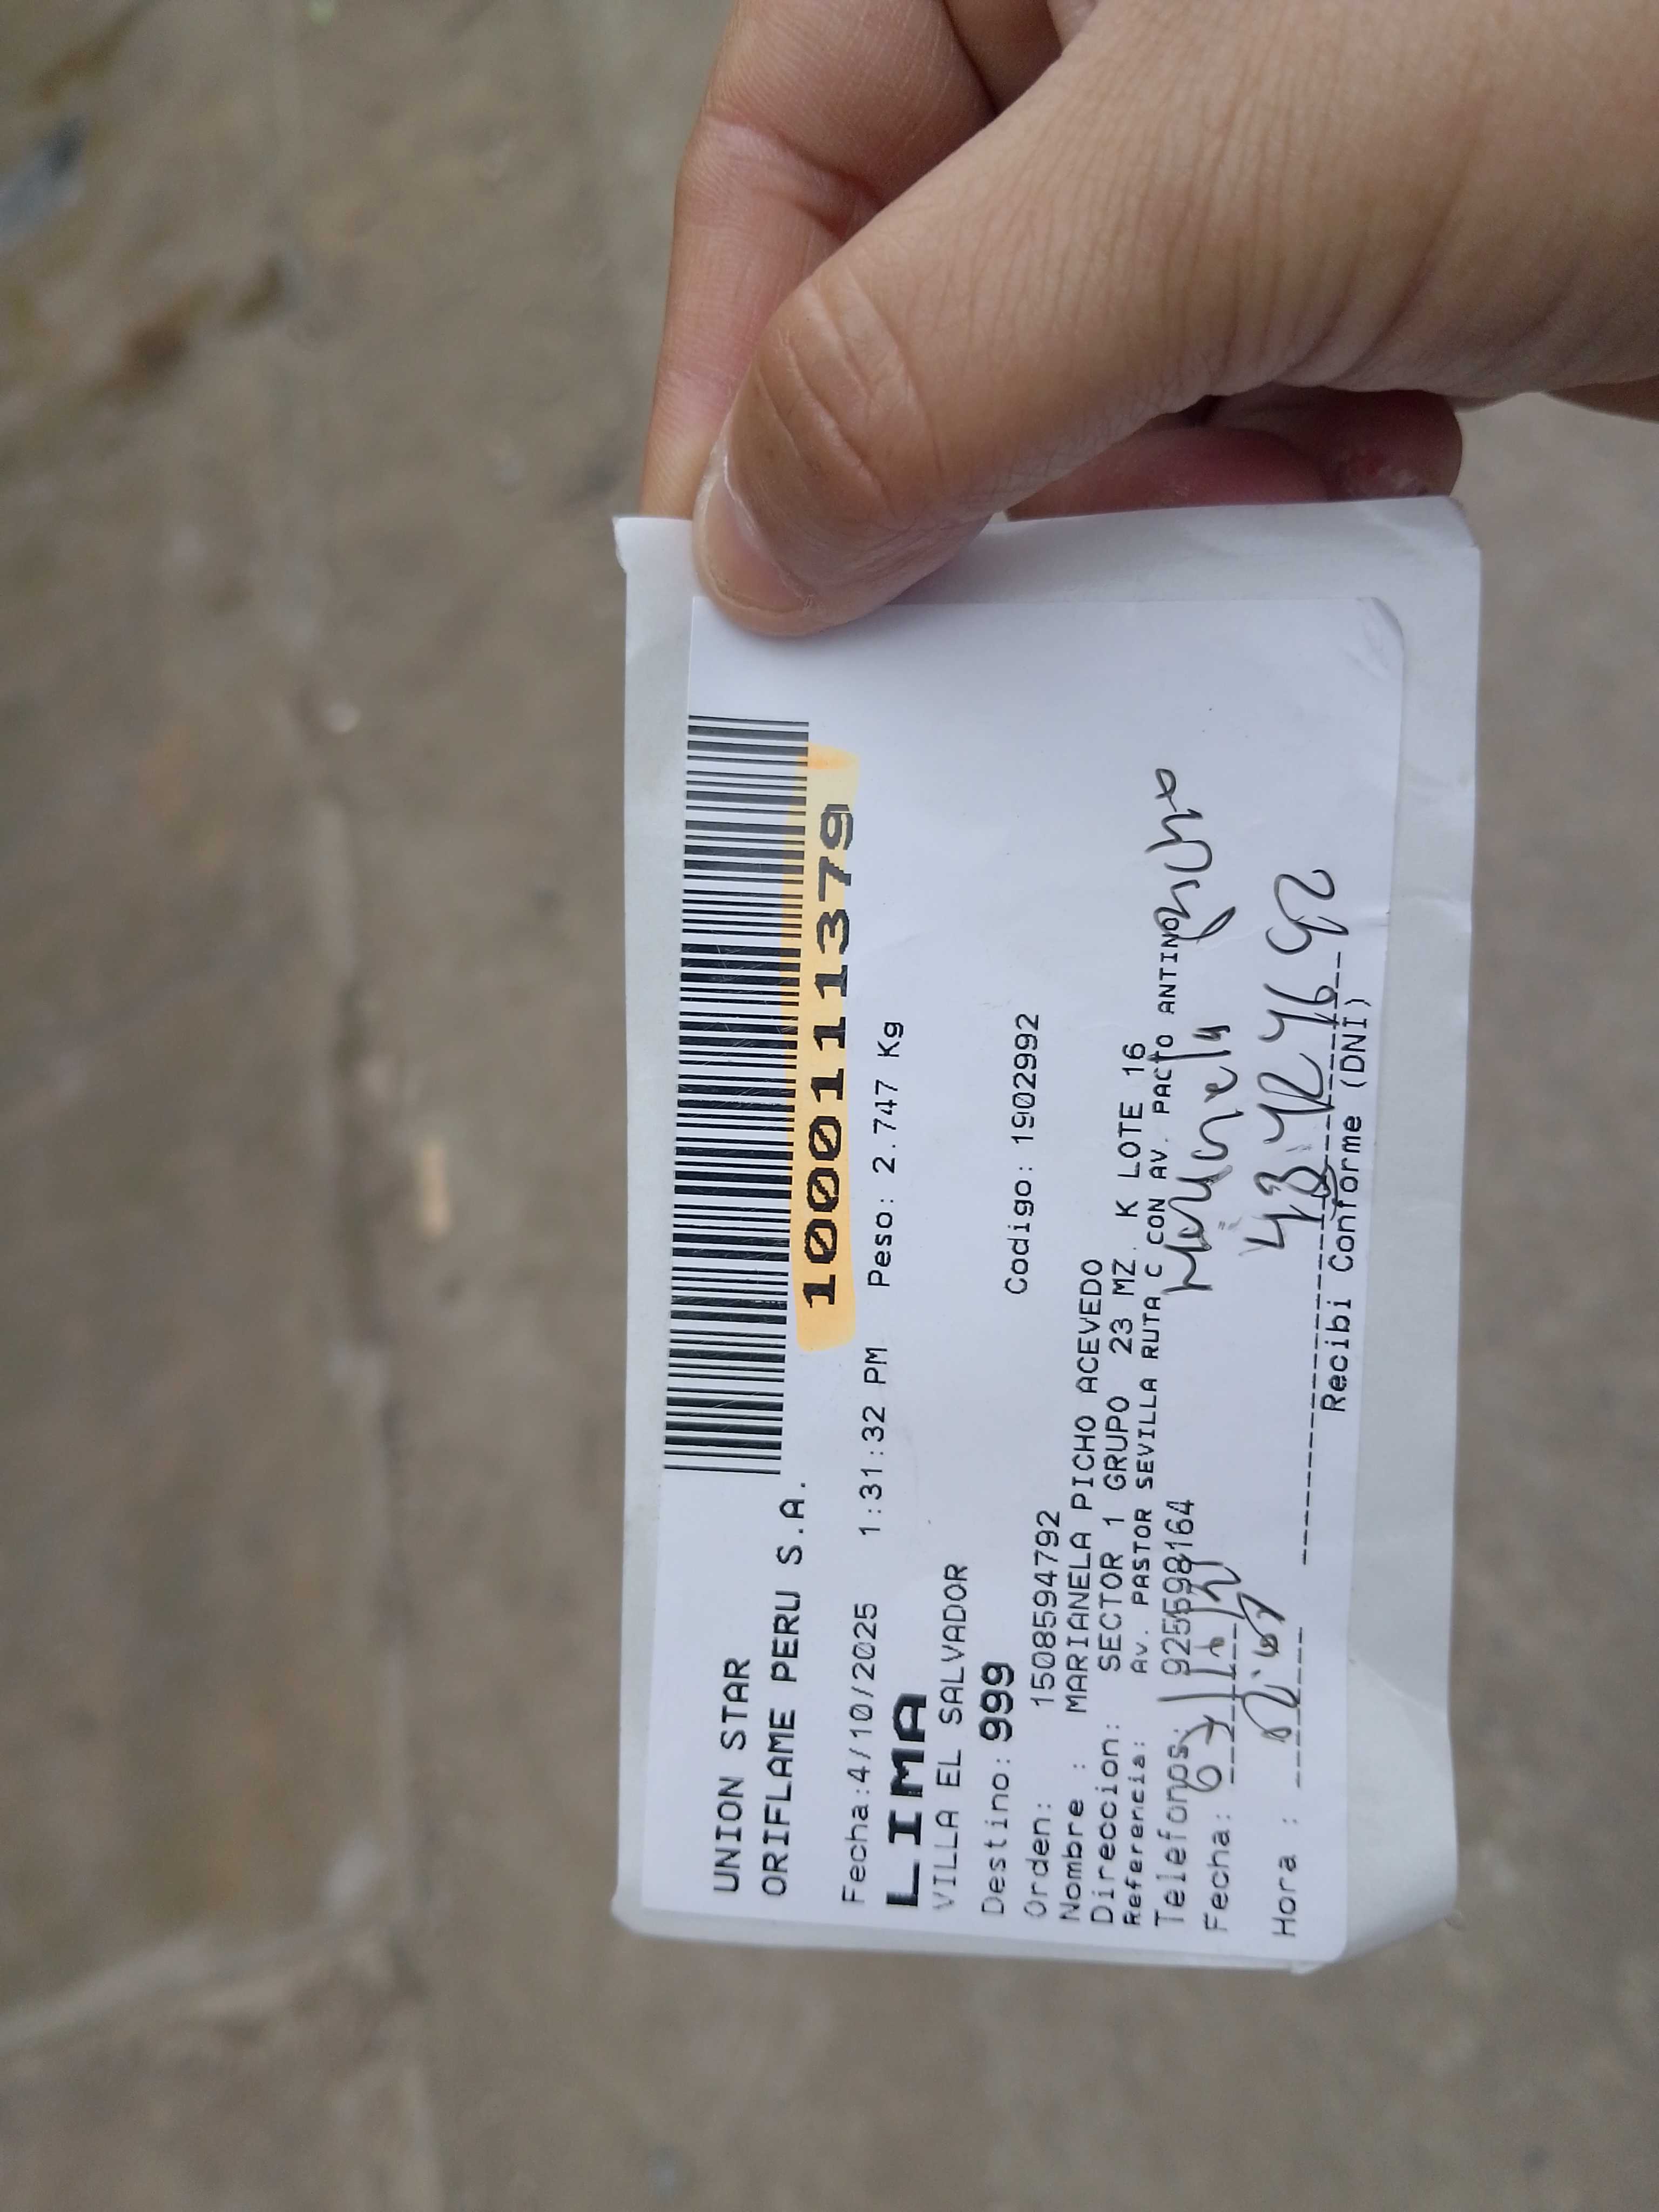 UNION STAR
ORIFLAME PERU S.A.
1000111379
Fecha:4/10/2025 1:31:32 PM Peso: 2.747 Kg
LIMA
VILLA EL SALVADOR
Destino: 999
Codigo: 1902992
Orden: 1508594792
Nombre : MARIANELA PICHO ACEVEDO
Direccion: SECTOR 1 GRUPO 23 MZ. K LOTE 16
Referencia: Av. PASTOR SEVILLA RUTA C CON AV. PACTO ANTINO
Telefonos: 925598164
Fecha:
Hora :
Recibi Conforme (DNI)